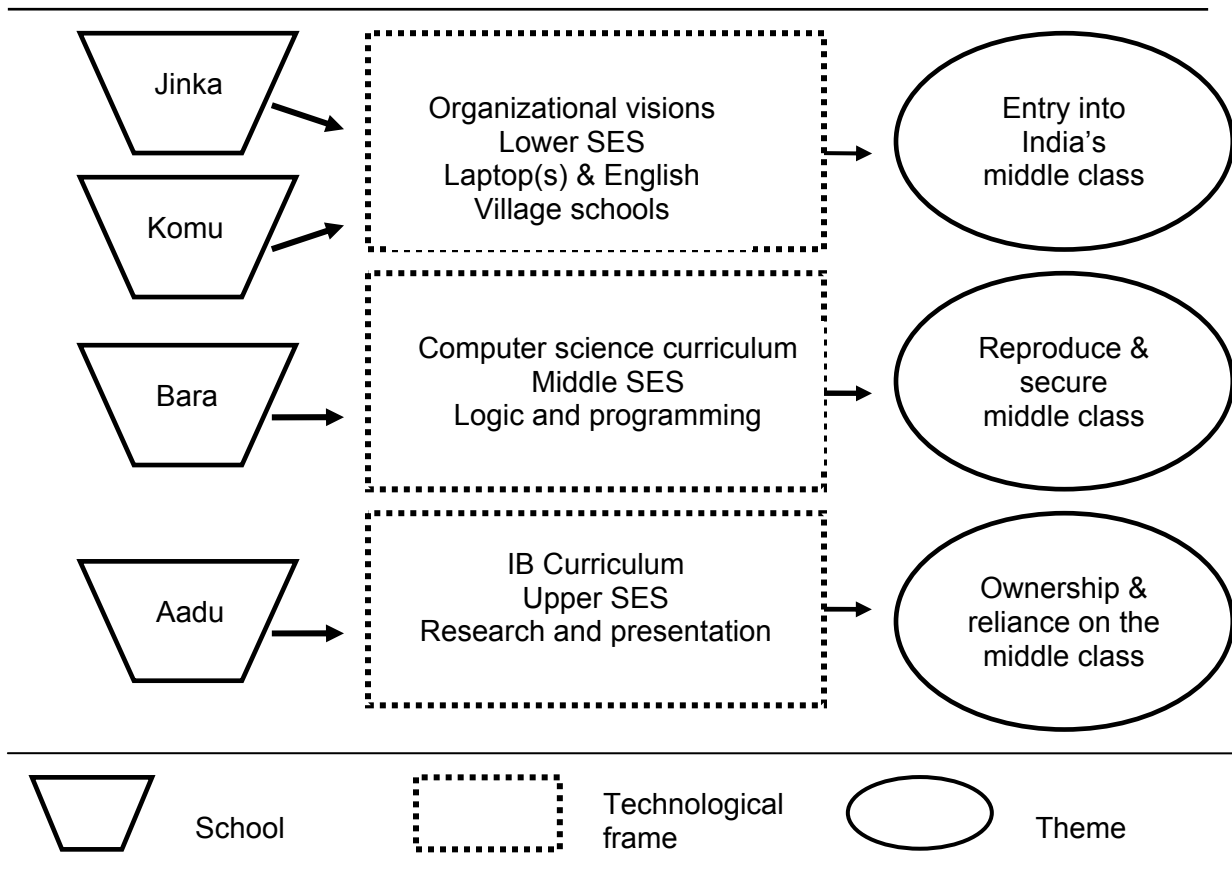 Jinka
Komu
Organizational visions
Lower SES
Laptop(s) & English
Village schools
Entry into
India's
middle class
Bara
Computer science curriculum
Middle SES
Logic and programming
Reproduce &
secure
middle class
Aadu
IB Curriculum
Upper SES
Research and presentation
Ownership &
reliance on the
middle class
School
Technological
frame
Theme